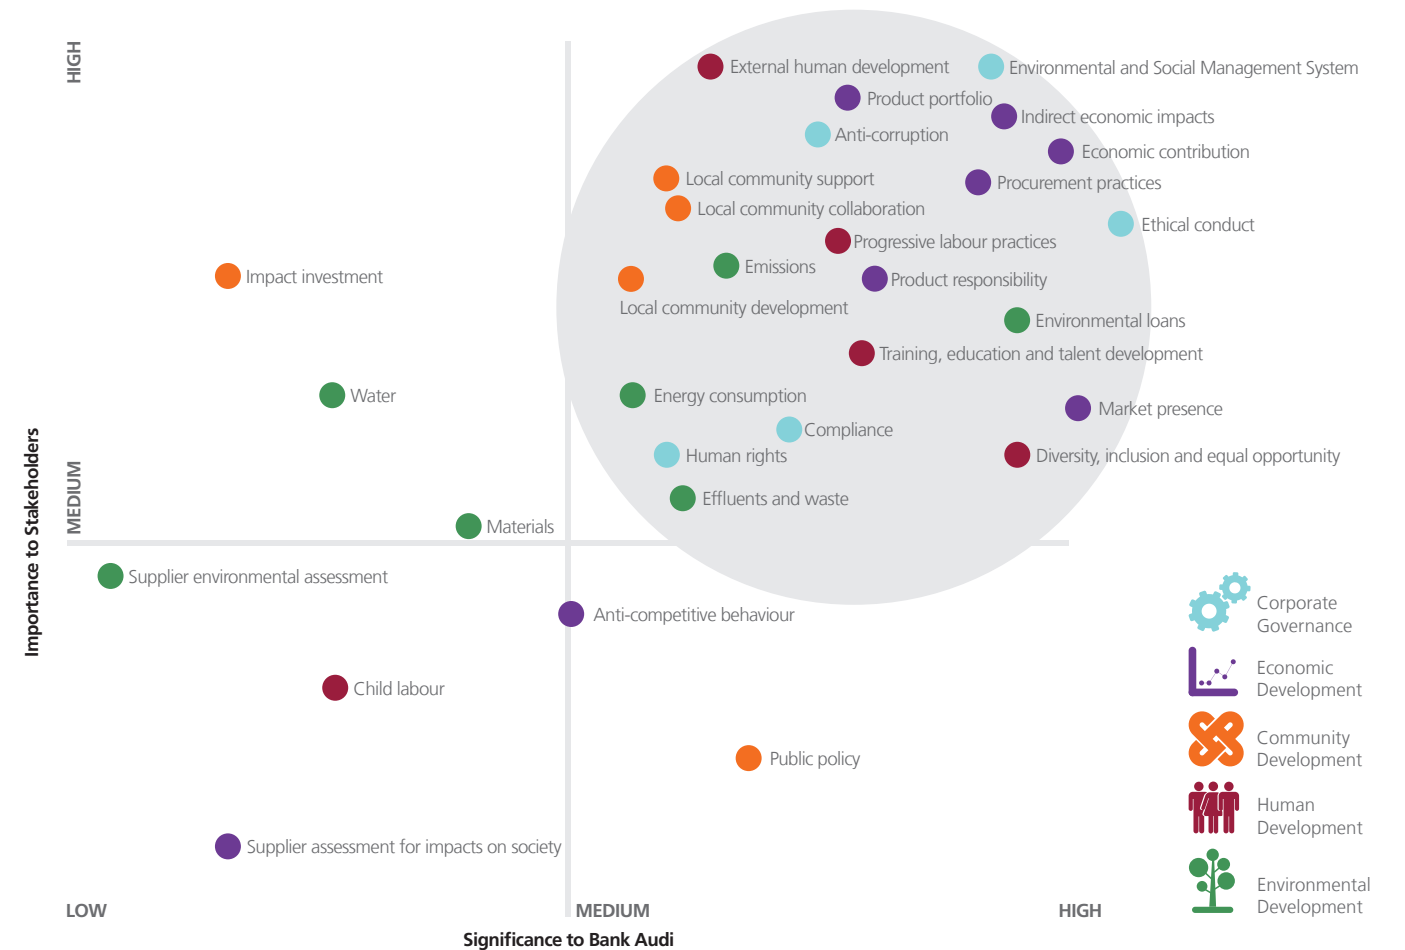 HIGH
External human development
Environmental and Social Management System
Product portfolio
Indirect economic impacts
Anti-corruption
Economic contribution
Local community support
Procurement practices
Local community collaboration
Ethical conduct
Progressive labour practices
Emissions
Impact investment
Product responsibility
Local community development
Environmental loans
Training, education and talent development
Water
Energy consumption
Market presence
Compliance
Human rights
Diversity, inclusion and equal opportunity
Effluents and waste
MEDIUM
Materials
Importance to Stakeholders
Supplier environmental assessment
Anti-competitive behaviour
Child labour
Public policy
Supplier assessment for impacts on society
Corporate
Governance
Economic
Development
Community
Development
Human
Development
Environmental
Development
LOW
MEDIUM
HIGH
Significance to Bank Audi